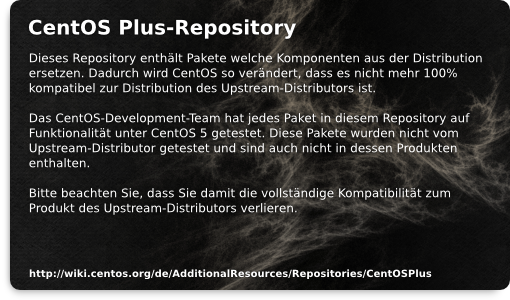 CentOS Plus-Repository
Dieses Repository enthält Pakete welche Komponenten aus der Distribution
ersetzen. Dadurch wird CentOS so verändert, dass es nicht mehr 100%
kompatibel zur Distribution des Upstream-Distributors ist.
Das CentOS-Development-Team hat jedes Paket in diesem Repository auf
Funktionalität unter CentOS 5 getestet. Diese Pakete wurden nicht vom
Upstream-Distributor getestet und sind auch nicht in dessen Produkten
enthalten.
Bitte beachten Sie, dass Sie damit die vollständige Kompatibilität zum
Produkt des Upstream-Distributors verlieren.
http://wiki.centos.org/de/AdditionalResources/Repositories/CentOSPlus